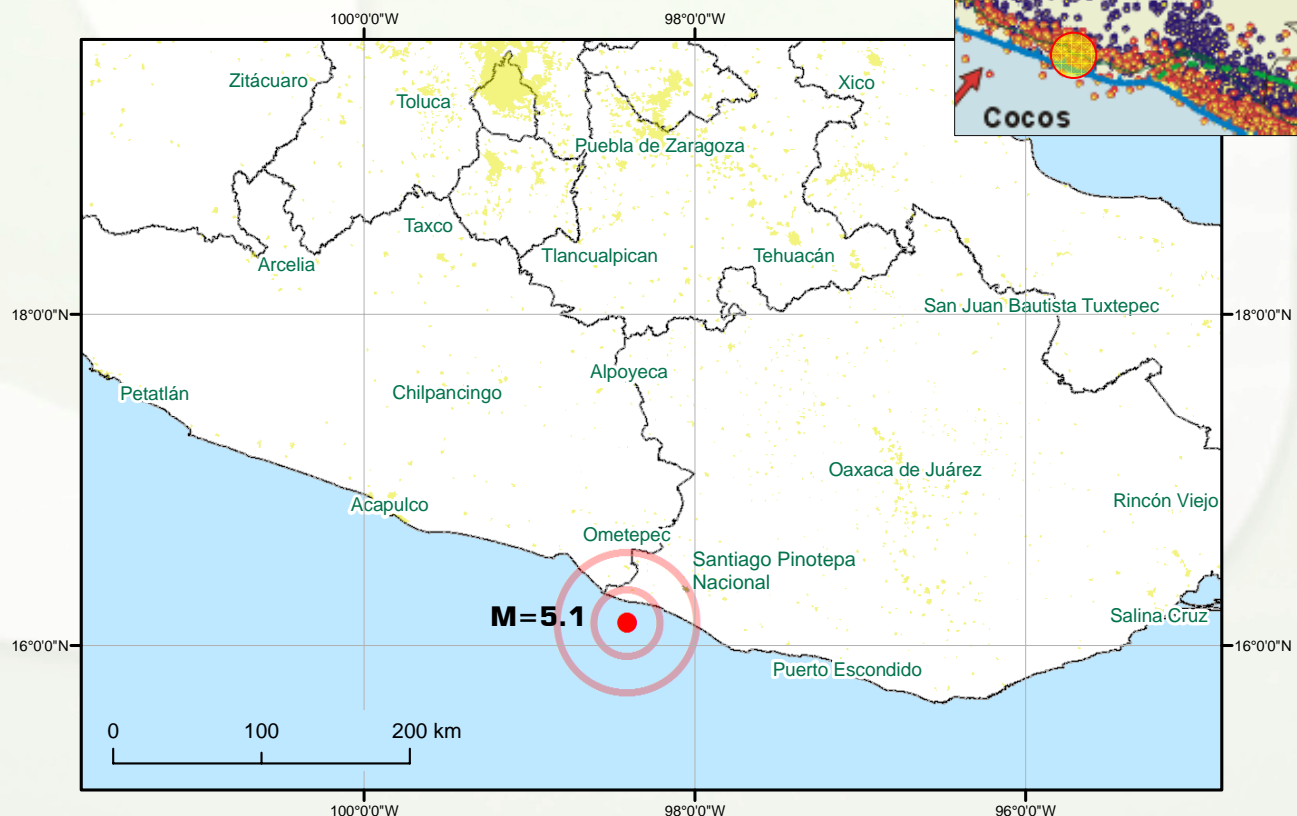 100°0'0"W
98°0'0"W
Cocos
Zitácuaro
Toluca
Xico
Puebla de Zaragoza
Taxco
Arcelia
Tlancualpican
Tehuacán
San Juan Bautista Tuxtepec
18°0'0"N
18°0'0"N
Alpoyeca
Petatlán
Chilpancingo
Oaxaca de Juárez
Acapulco
Rincón Viejo
Ometepec
Santiago Pinotepa
Nacional
M=5.1
Salina Cruz
16°0'0"N
16°0'0"N
Puerto Escondido
0 100 200 km
100°0'0"W
98°0'0"W
96°0'0"W